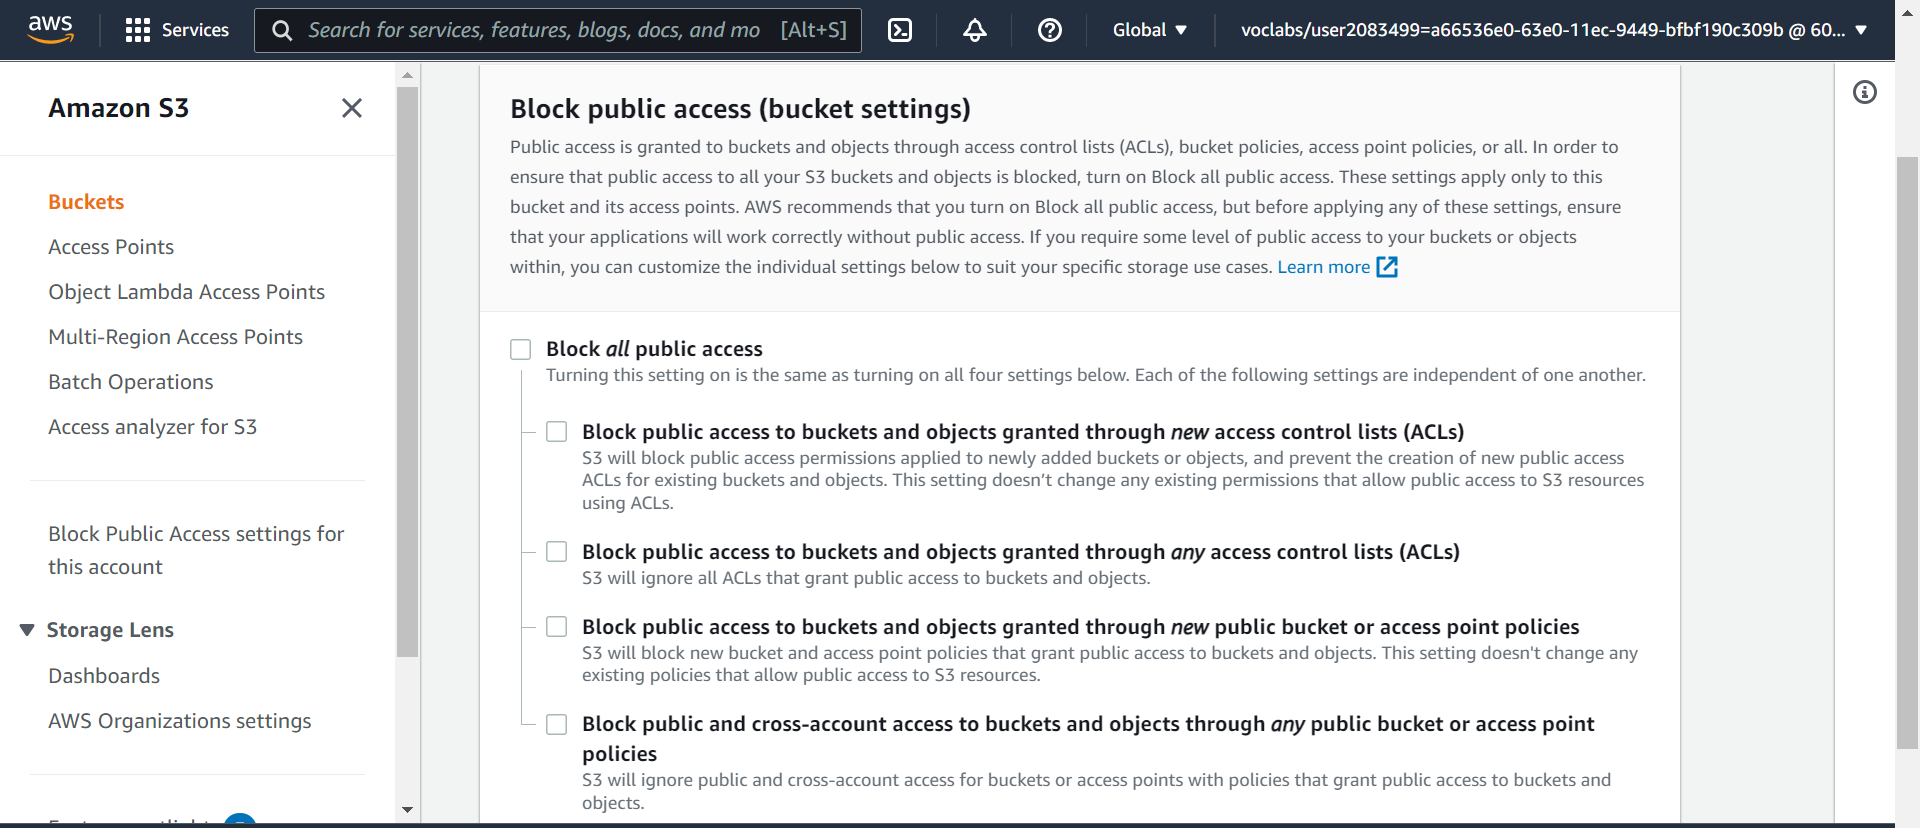 aws
Services
Search for services, features, blogs, docs, and mo [Alt+S]
Global
voclabs/user2083499=a66536e0-63e0-11ec-9449-bfbf190c309b @ 60...
Amazon S3
Buckets
Access Points
Object Lambda Access Points
Multi-Region Access Points
Batch Operations
Access analyzer for S3
Block Public Access settings for
this account
Storage Lens
Dashboards
AWS Organizations settings
Block public access (bucket settings)
Public access is granted to buckets and objects through access control lists (ACLs), bucket policies, access point policies, or all. In order to
ensure that public access to all your S3 buckets and objects is blocked, turn on Block all public access. These settings apply only to this
bucket and its access points. AWS recommends that you turn on Block all public access, but before applying any of these settings, ensure
that your applications will work correctly without public access. If you require some level of public access to your buckets or objects
within, you can customize the individual settings below to suit your specific storage use cases. Learn more
Block all public access
Turning this setting on is the same as turning on all four settings below. Each of the following settings are independent of one another.
Block public access to buckets and objects granted through new access control lists (ACLs)
S3 will block public access permissions applied to newly added buckets or objects, and prevent the creation of new public access
ACLs for existing buckets and objects. This setting doesn’t change any existing permissions that allow public access to S3 resources
using ACLs.
Block public access to buckets and objects granted through any access control lists (ACLs)
S3 will ignore all ACLs that grant public access to buckets and objects.
Block public access to buckets and objects granted through new public bucket or access point policies
S3 will block new bucket and access point policies that grant public access to buckets and objects. This setting doesn't change any
existing policies that allow public access to S3 resources.
Block public and cross-account access to buckets and objects through any public bucket or access point
policies
S3 will ignore public and cross-account access for buckets or access points with policies that grant public access to buckets and
objects.